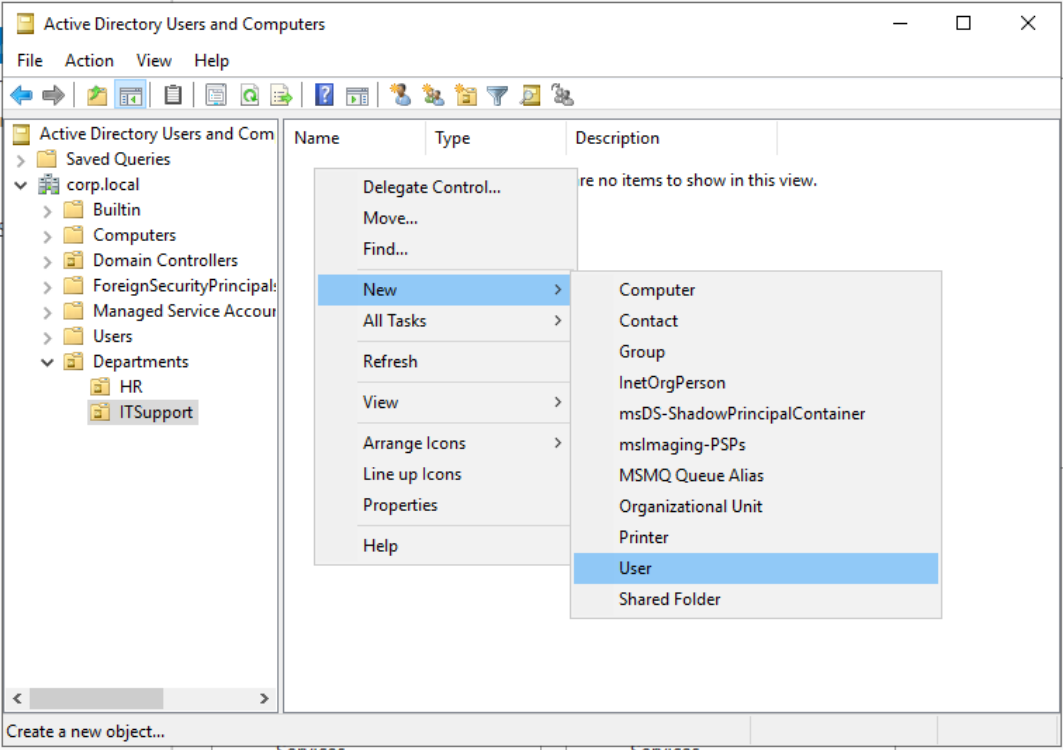 Active Directory Users and Computers
File Action View Help
Active Directory Users and Com
Name Type Description
Saved Queries
corp.local
Builtin
Computers
Domain Controllers
ForeignSecurityPrincipals
Managed Service Accour
Users
Departments
HR
ITSupport
re no items to show in this view.
Delegate Control...
Move...
Find...
New
All Tasks
Refresh
View
Arrange Icons
Line up Icons
Properties
Help
Computer
Contact
Group
InetOrgPerson
msDS-ShadowPrincipalContainer
msImaging-PSPs
MSMQ Queue Alias
Organizational Unit
Printer
User
Shared Folder
Create a new object...